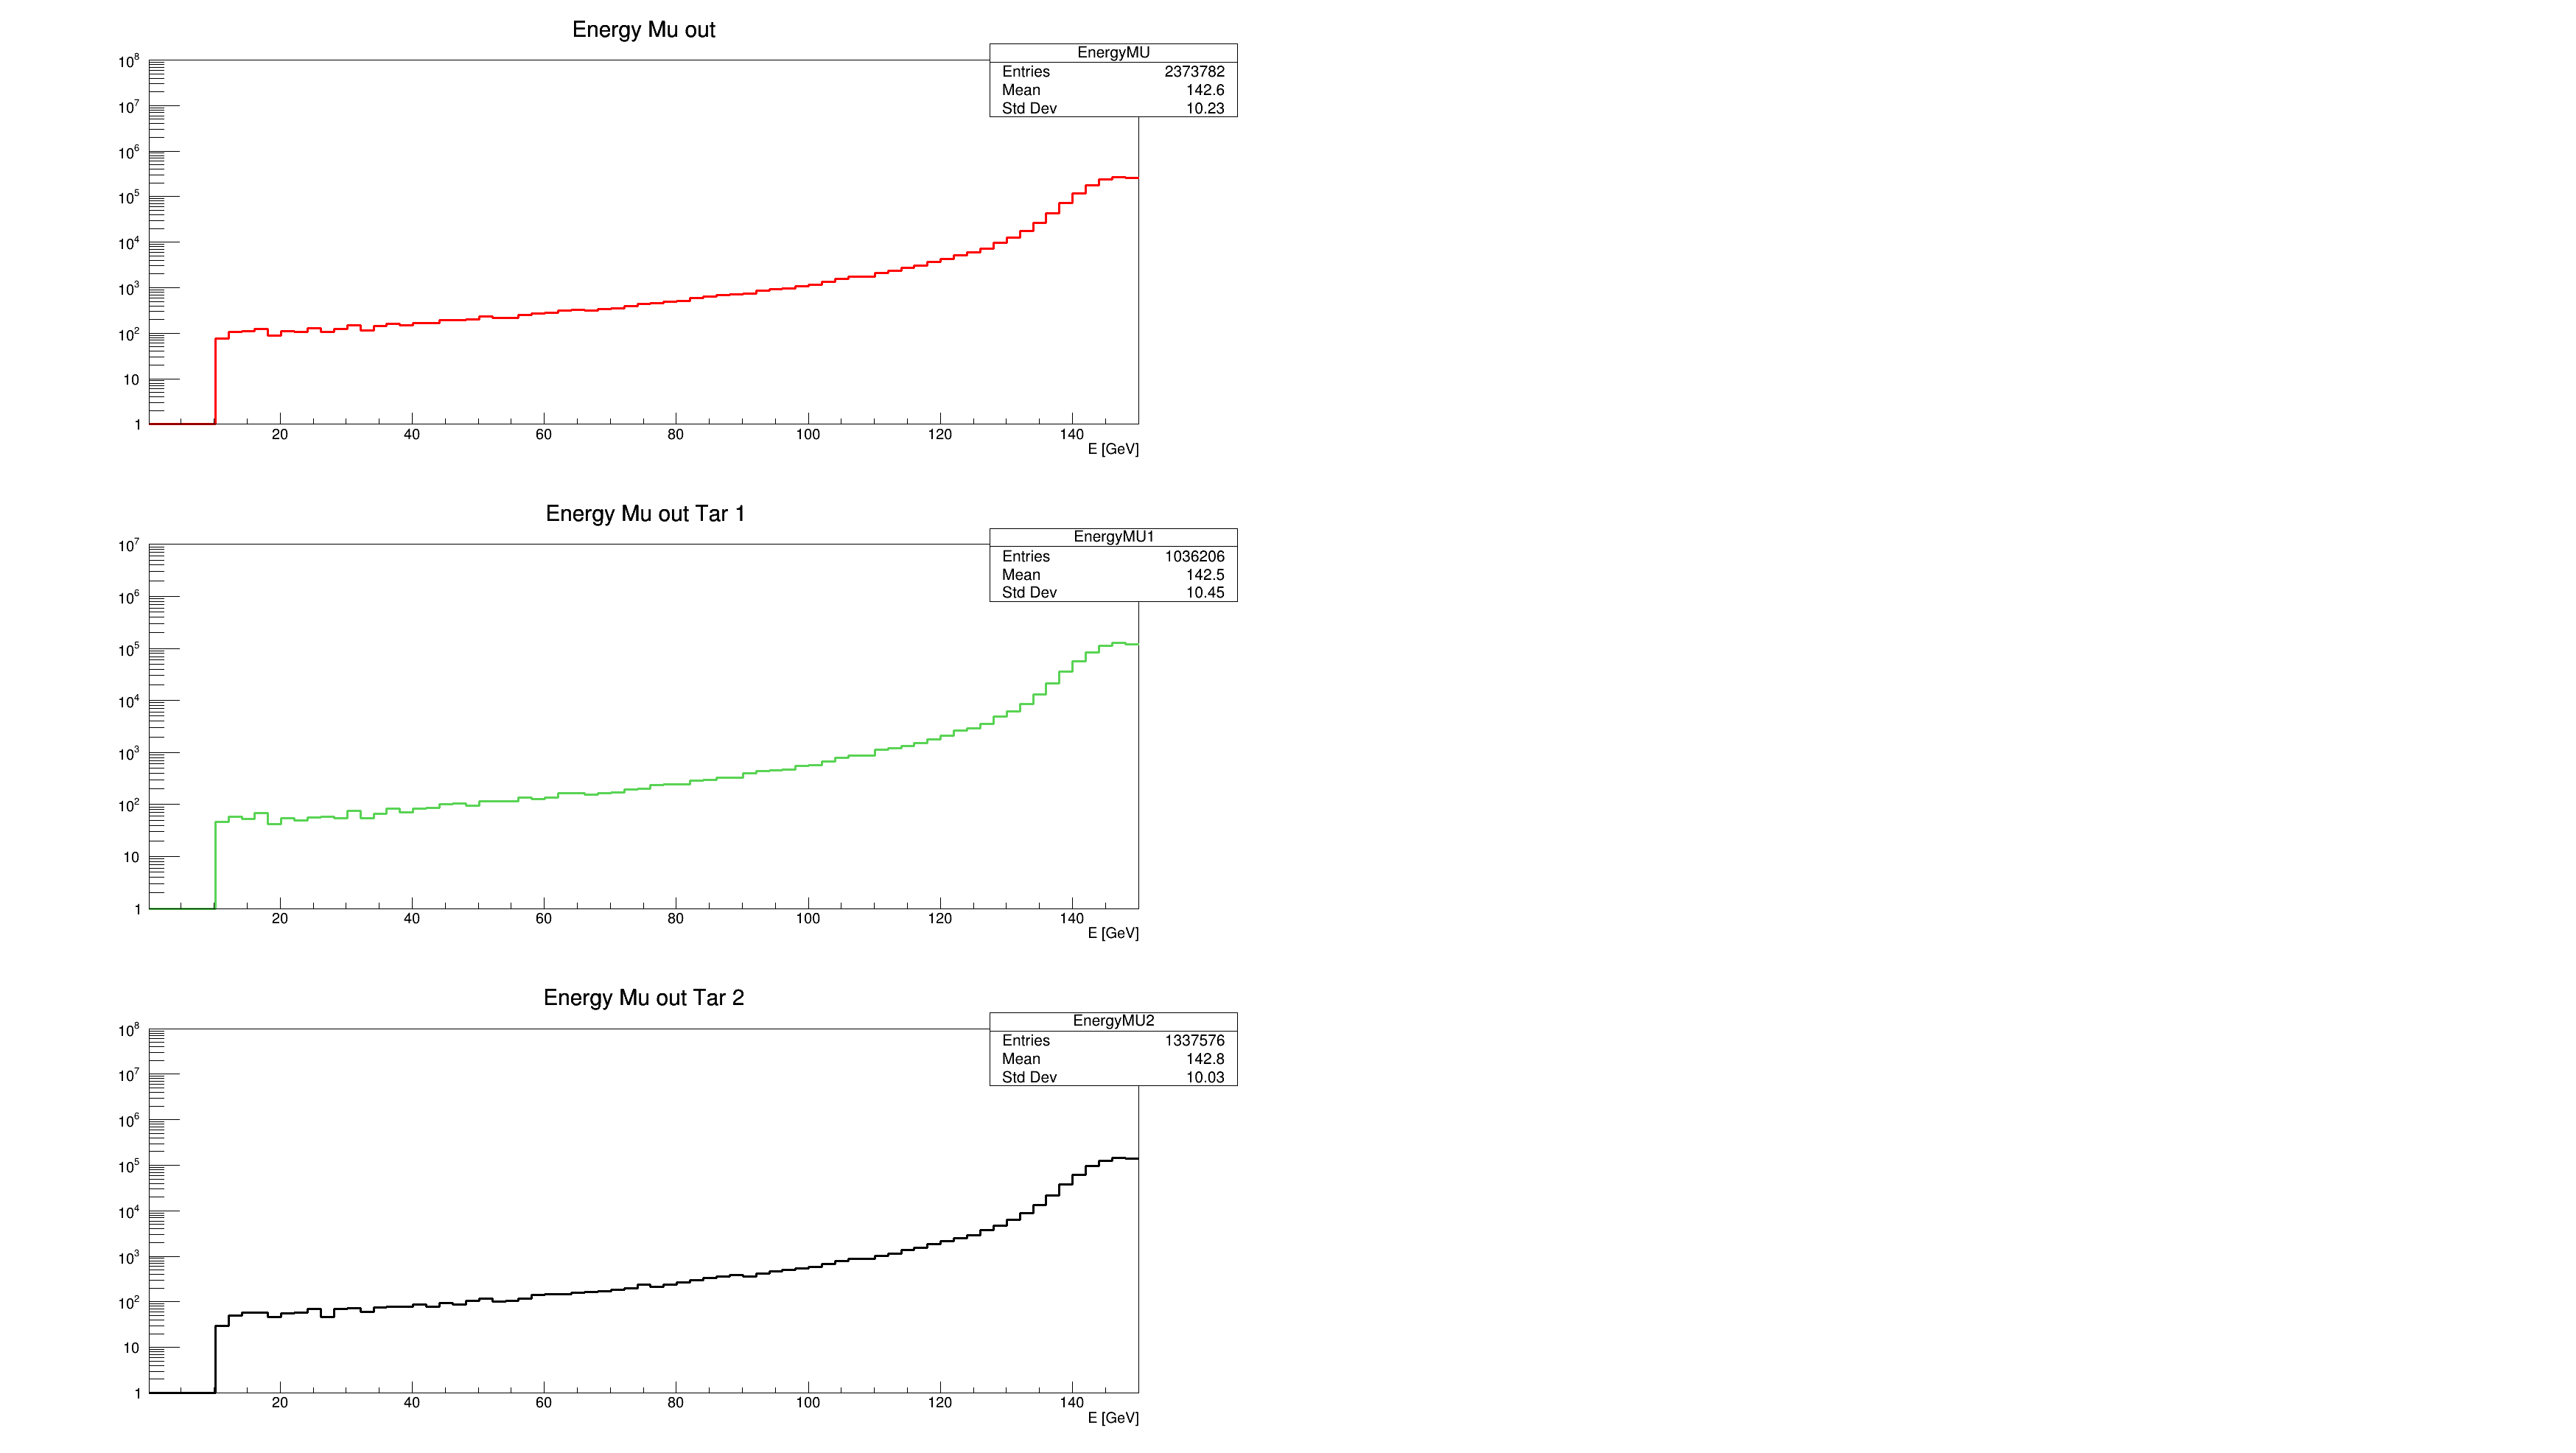 Energy Mu out
EnergyMU
Entries 2373782
Mean 142.6
Std Dev 10.23
10^8
10^7
10^6
10^5
10^4
10^3
10^2
10
1
20 40 60 80 100 120 140
E [GeV]
Energy Mu out Tar 1
EnergyMU1
Entries 1036206
Mean 142.5
Std Dev 10.45
10^7
10^6
10^5
10^4
10^3
10^2
10
1
20 40 60 80 100 120 140
E [GeV]
Energy Mu out Tar 2
EnergyMU2
Entries 1337576
Mean 142.8
Std Dev 10.03
10^8
10^7
10^6
10^5
10^4
10^3
10^2
10
1
20 40 60 80 100 120 140
E [GeV]